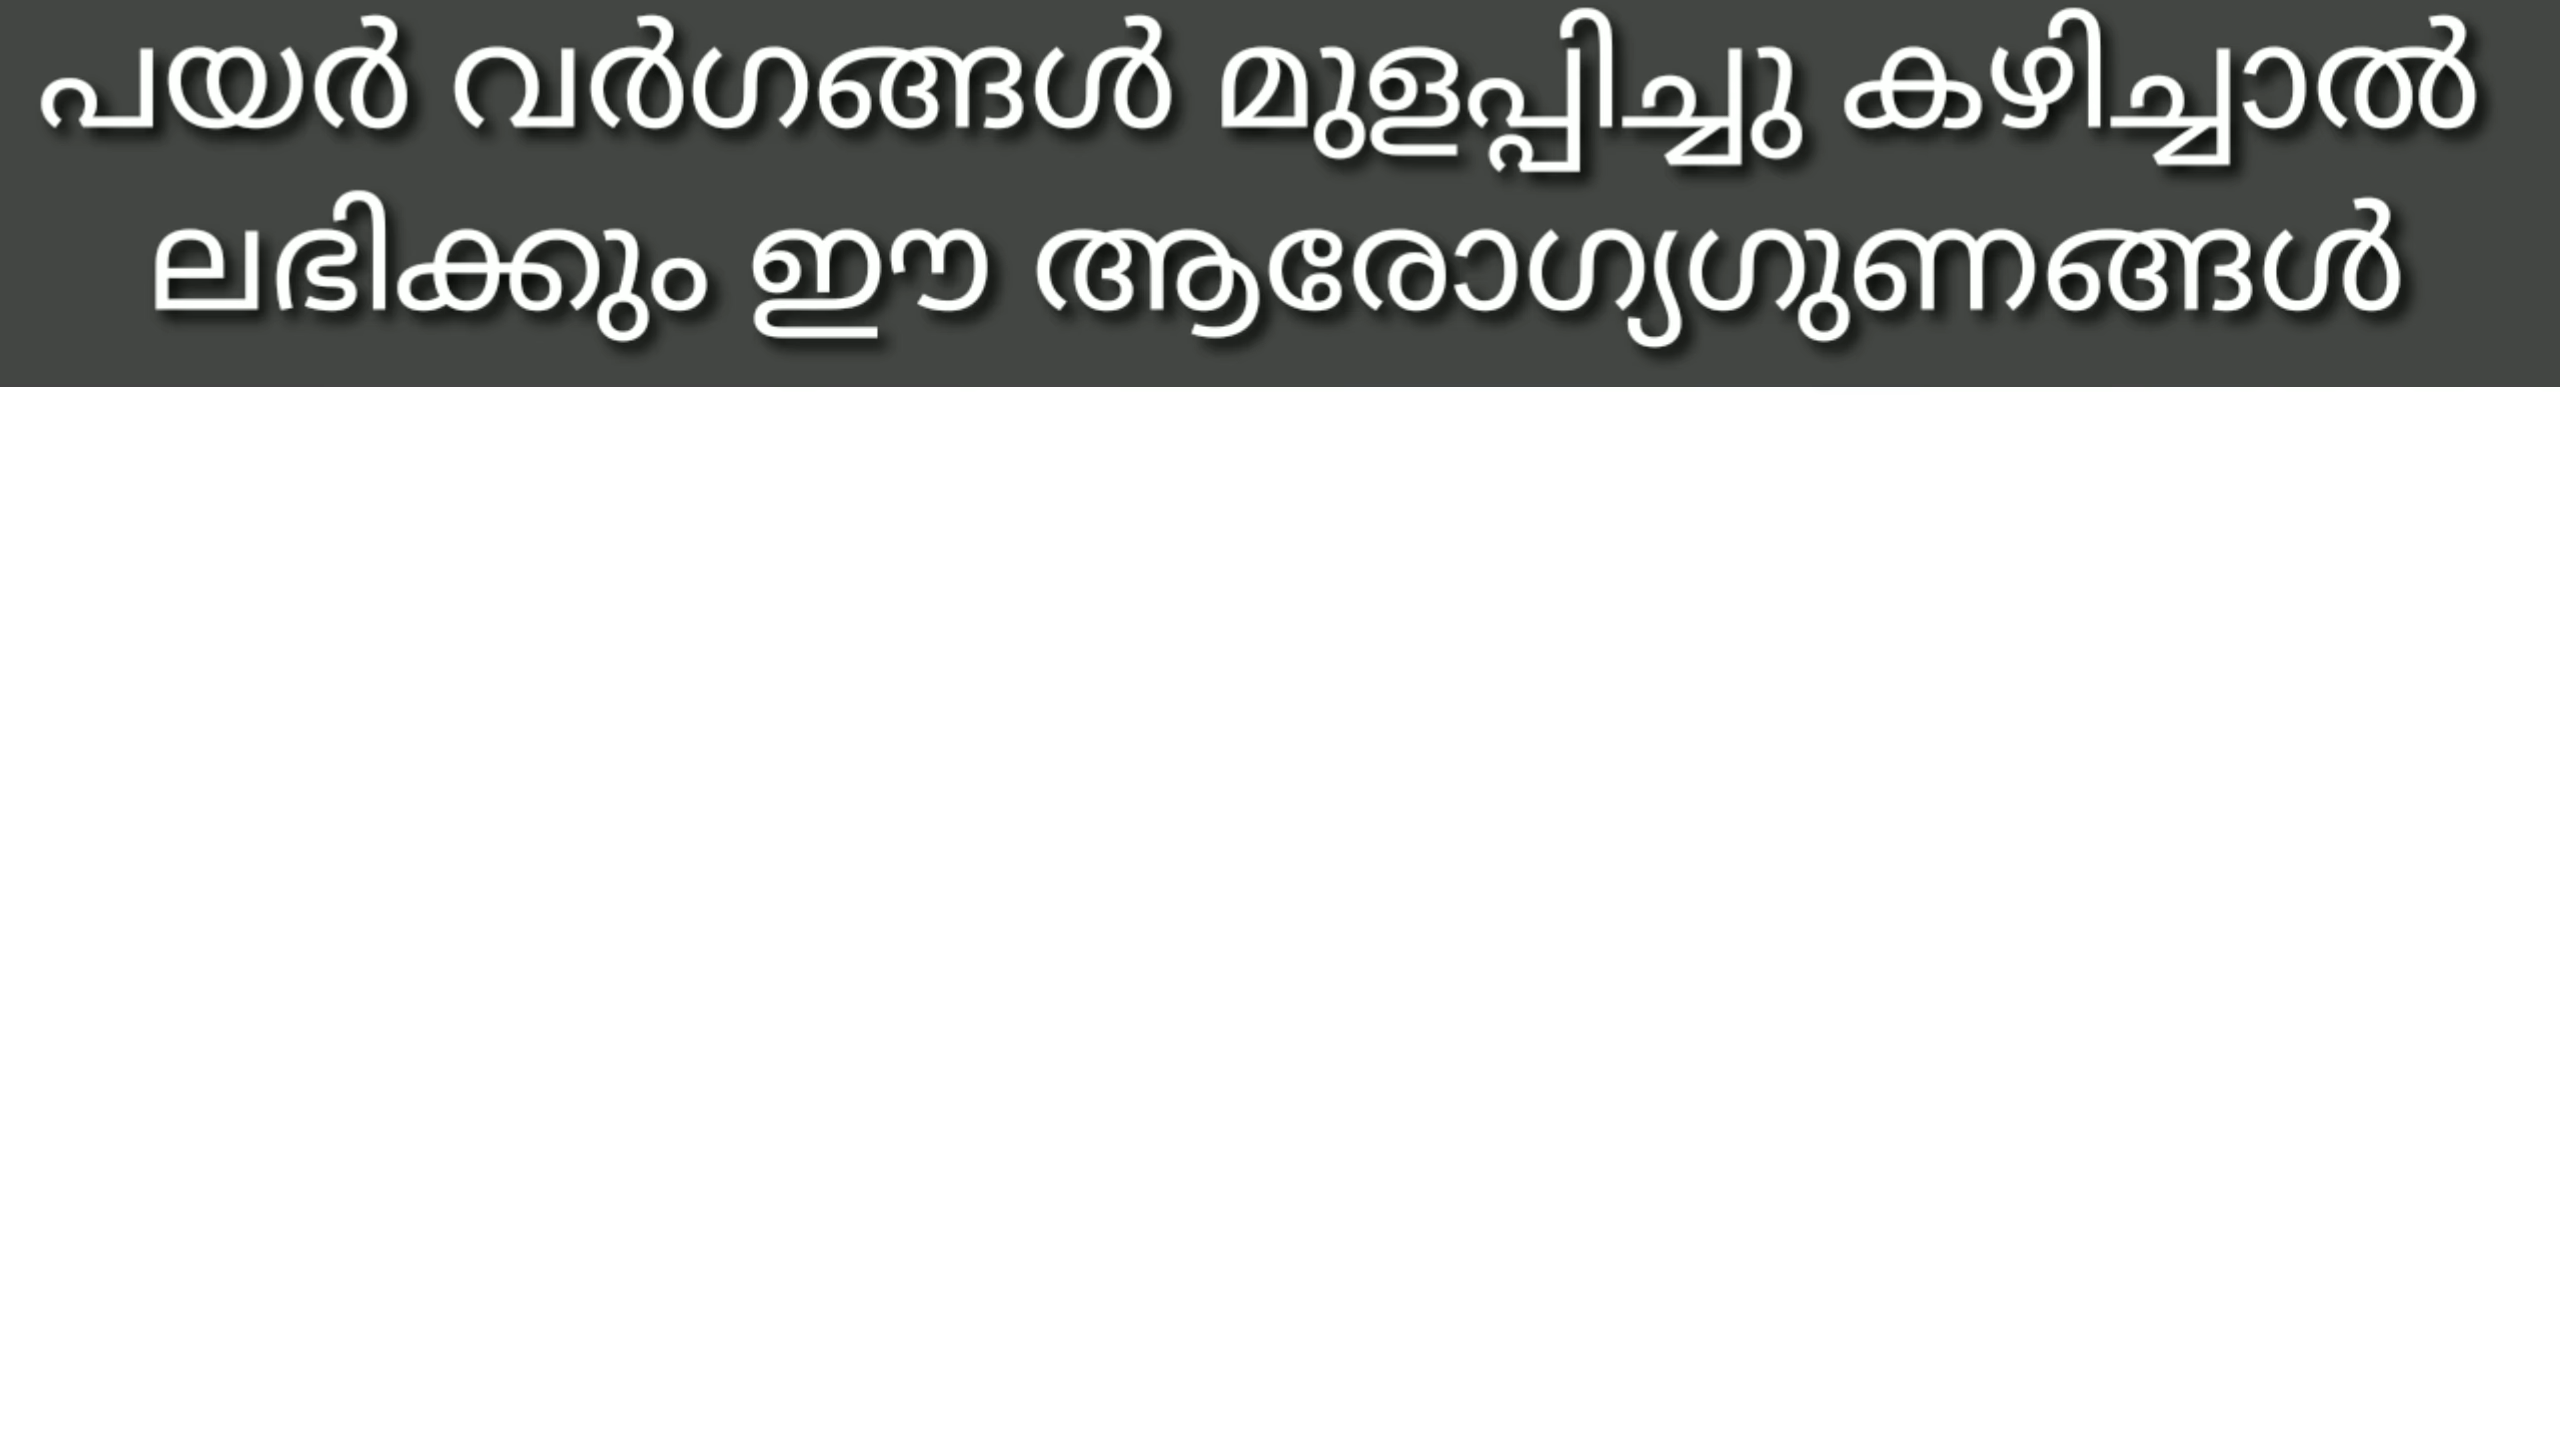 പയർ വർഗങ്ങൾ മുളപ്പിച്ചു കഴിച്ചാൽ
ലഭിക്കും ഈ ആരോഗ്യഗുണങ്ങൾ